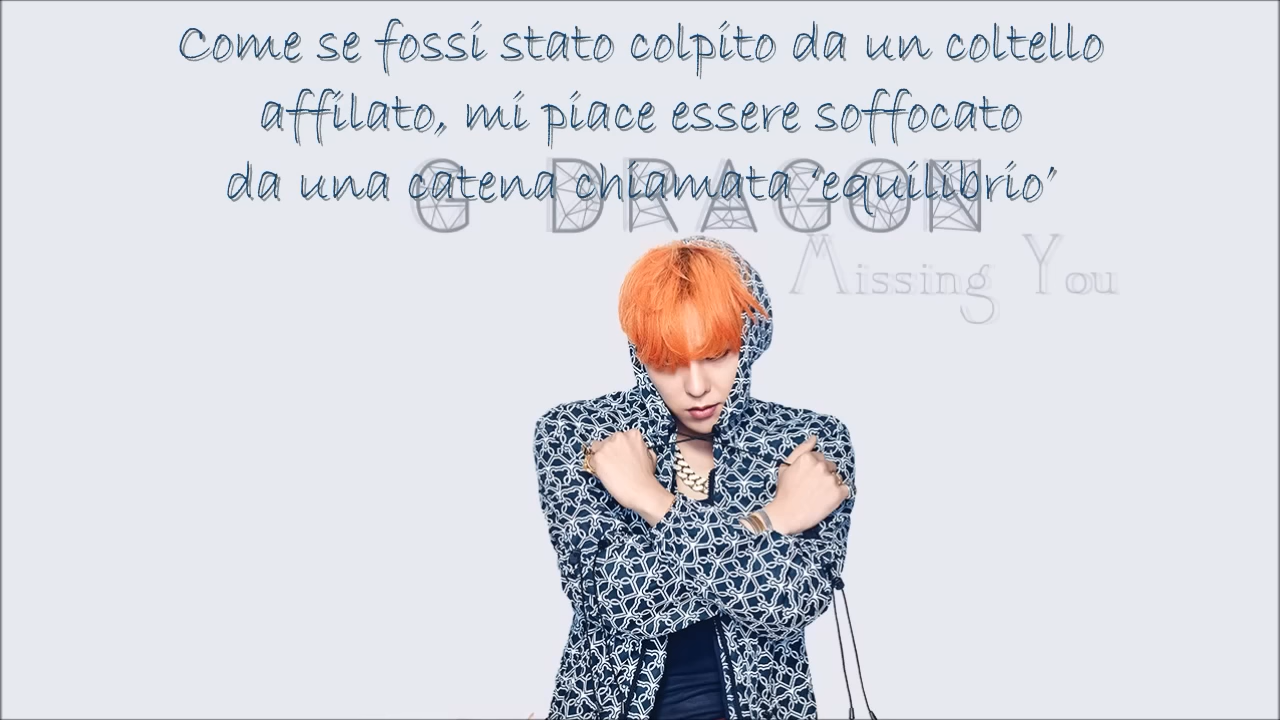 Come se fossi stato colpito da un coltello
affilato, mi piace essere soffocato
da una catena chiamata ‘equilibrio’
G DRAGON
Missing You